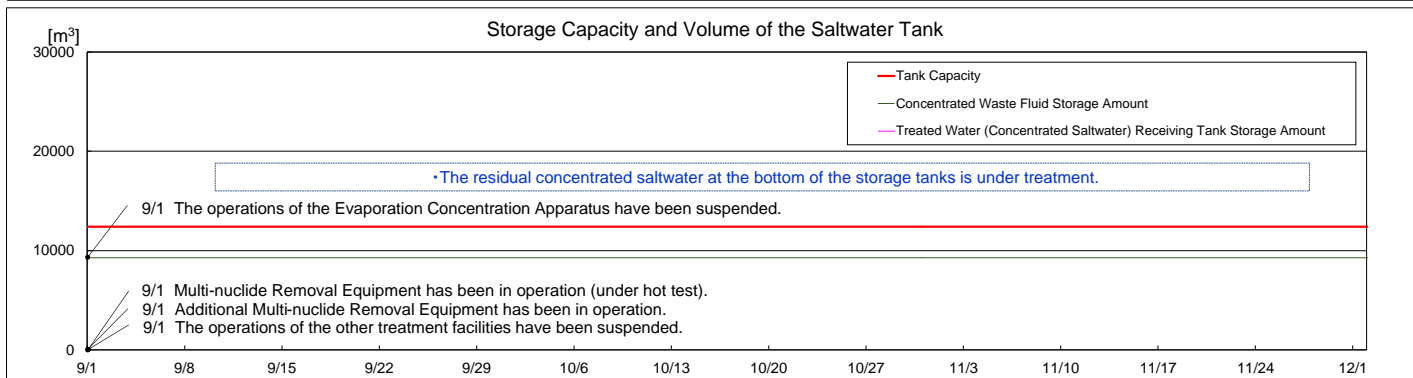 Storage Capacity and Volume of the Saltwater Tank
[m³]
30000
Tank Capacity
Concentrated Waste Fluid Storage Amount
Treated Water (Concentrated Saltwater) Receiving Tank Storage Amount
20000
・The residual concentrated saltwater at the bottom of the storage tanks is under treatment.
9/1 The operations of the Evaporation Concentration Apparatus have been suspended.
10000
9/1 Multi-nuclide Removal Equipment has been in operation (under hot test).
9/1 Additional Multi-nuclide Removal Equipment has been in operation.
9/1 The operations of the other treatment facilities have been suspended.
0
9/1 9/8 9/15 9/22 9/29 10/6 10/13 10/20 10/27 11/3 11/10 11/17 11/24 12/1